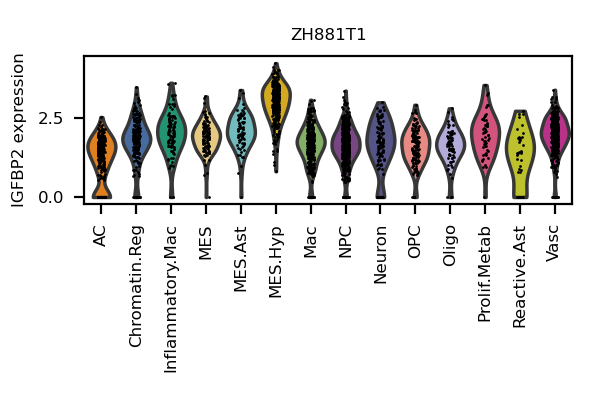 ZH881T1
IGFBP2 expression
2.5
0.0
AC
Chromatin.Reg
Inflammatory.Mac
MES
MES.Ast
MES.Hyp
Mac
NPC
Neuron
OPC
Oligo
Prolif.Metab
Reactive.Ast
Vasc